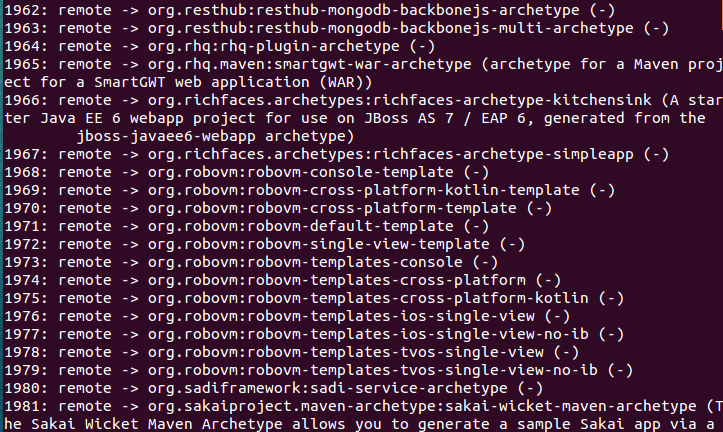 1962: remote -> org.resthub:resthub-mongodb-backbonejs-archetype (-)
1963: remote -> org.resthub:resthub-mongodb-backbonejs-multi-archetype (-)
1964: remote -> org.rhq:rhq-plugin-archetype (-)
1965: remote -> org.rhq.maven:smartgwt-war-archetype (archetype for a Maven proj
ect for a SmartGWT web application (WAR))
1966: remote -> org.richfaces.archetypes:richfaces-archetype-kitchensink (A star
ter Java EE 6 webapp project for use on JBoss AS 7 / EAP 6, generated from the
jboss-javaee6-webapp archetype)
1967: remote -> org.richfaces.archetypes:richfaces-archetype-simpleapp (-)
1968: remote -> org.robovm:robovm-console-template (-)
1969: remote -> org.robovm:robovm-cross-platform-kotlin-template (-)
1970: remote -> org.robovm:robovm-cross-platform-template (-)
1971: remote -> org.robovm:robovm-default-template (-)
1972: remote -> org.robovm:robovm-single-view-template (-)
1973: remote -> org.robovm:robovm-templates-console (-)
1974: remote -> org.robovm:robovm-templates-cross-platform (-)
1975: remote -> org.robovm:robovm-templates-cross-platform-kotlin (-)
1976: remote -> org.robovm:robovm-templates-ios-single-view (-)
1977: remote -> org.robovm:robovm-templates-ios-single-view-no-ib (-)
1978: remote -> org.robovm:robovm-templates-tvos-single-view (-)
1979: remote -> org.robovm:robovm-templates-tvos-single-view-no-ib (-)
1980: remote -> org.sadiframework:sadi-service-archetype (-)
1981: remote -> org.sakaiproject.maven-archetype:sakai-wicket-maven-archetype (T
he Sakai Wicket Maven Archetype allows you to generate a sample Sakai app via a